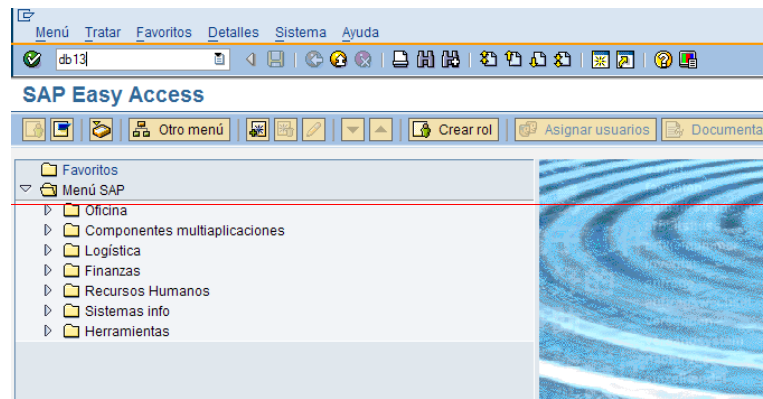 Menú Tratar Favoritos Detalles Sistema Ayuda
db13
SAP Easy Access
Otro menú Crear rol Asignar usuarios Documenta
Favoritos
Menú SAP
Oficina
Componentes multiaplicaciones
Logística
Finanzas
Recursos Humanos
Sistemas info
Herramientas